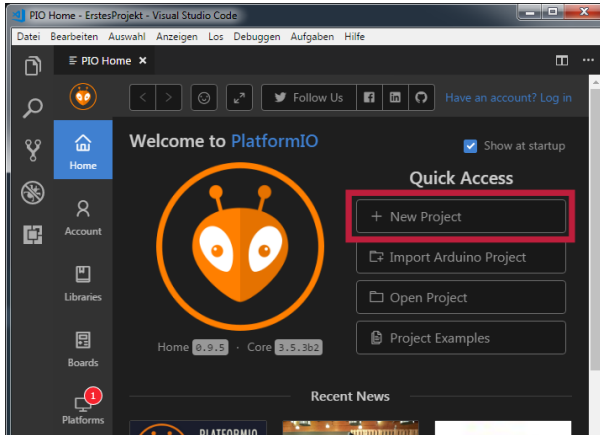 PIO Home - ErstesProjekt - Visual Studio Code
Datei Bearbeiten Auswahl Anzeigen Los Debuggen Aufgaben Hilfe
PIO Home
Follow Us
Have an account? Log in
Home
Account
Libraries
Boards
Platforms
1
Welcome to PlatformIO
Show at startup
Quick Access
New Project
Import Arduino Project
Open Project
Project Examples
Home 0.9.5 · Core 3.5.3b2
Recent News
PLATFORMIO